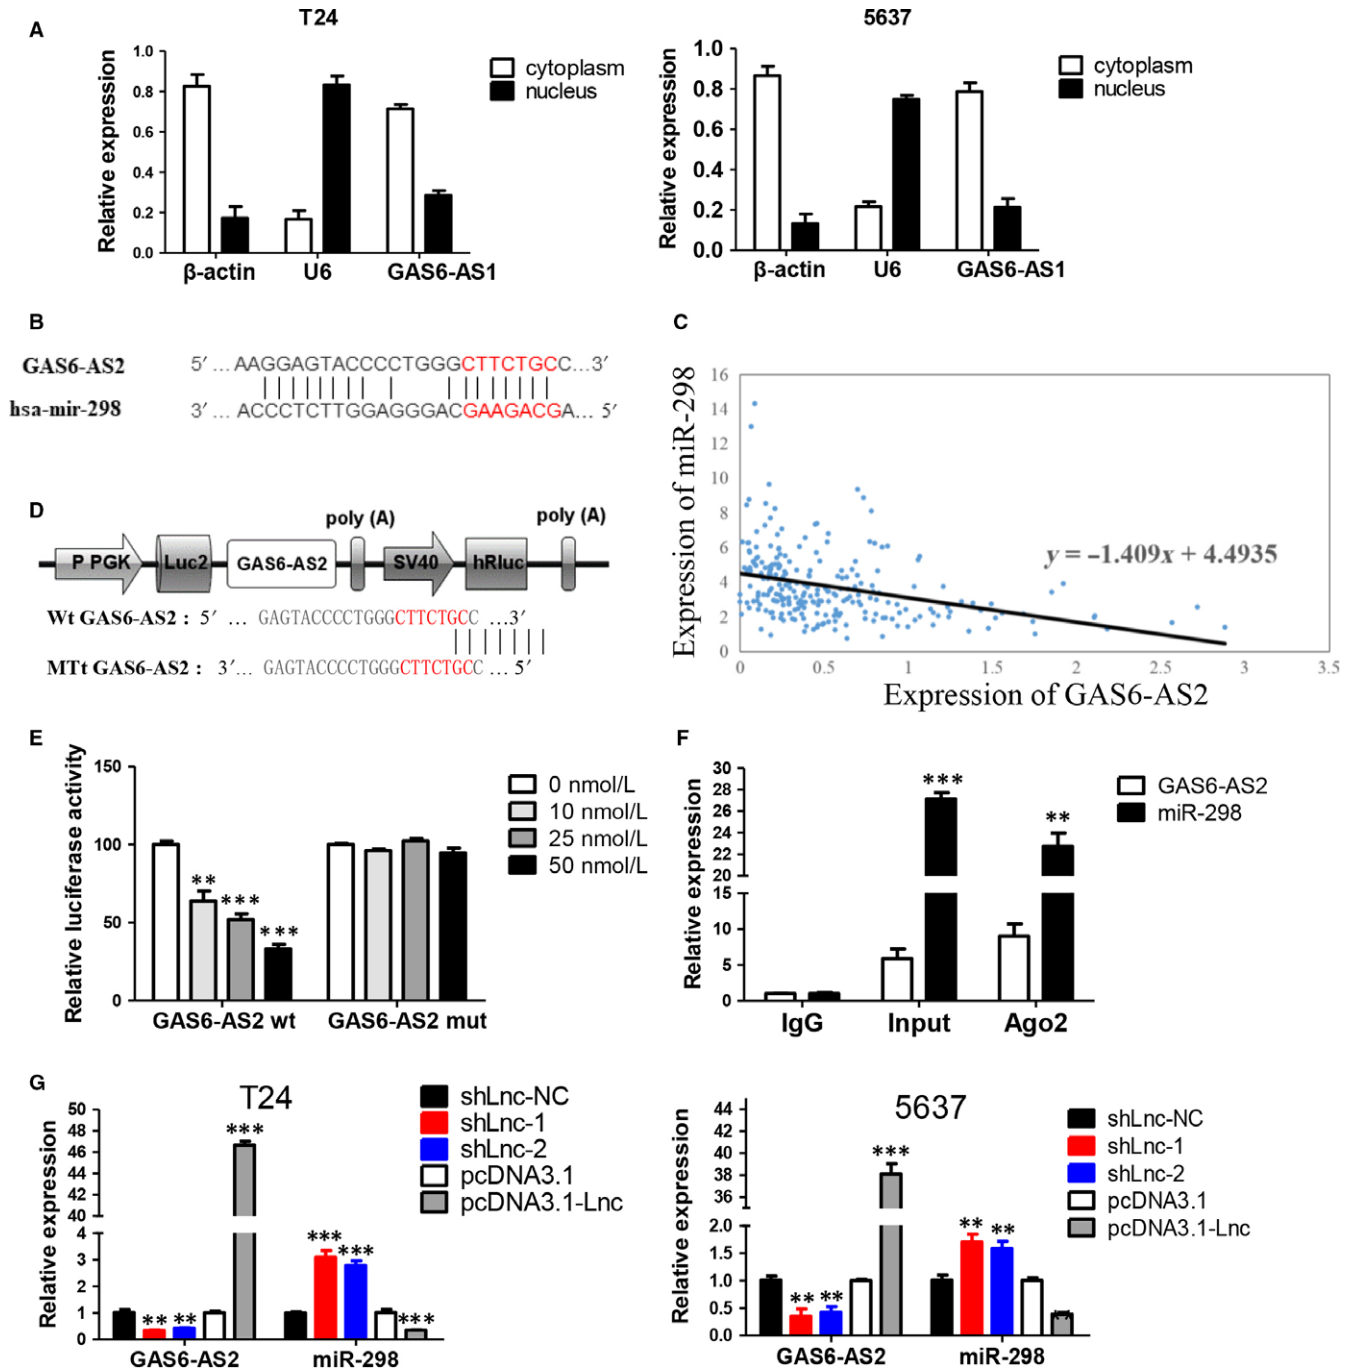 A
T24
Relative expression
1.0
0.8
0.6
0.4
0.2
0.0
β-actin U6 GAS6-AS1
cytoplasm
nucleus
5637
Relative expression
1.0
0.8
0.6
0.4
0.2
0.0
β-actin U6 GAS6-AS1
cytoplasm
nucleus
B
GAS6-AS2 5′ ... AAGGAGTACCCCTGGGCTTCTGCC...3′
hsa-mir-298 3′ ... ACCCTCTTGGAGGGACGAAGACGA... 5′
C
Expression of miR-298
16
14
12
10
8
6
4
2
0
y = –1.409x + 4.4935
0 0.5 1 1.5 2 2.5 3 3.5
Expression of GAS6-AS2
D
poly (A) poly (A)
P PGK Luc2 GAS6-AS2 SV40 hRluc
Wt GAS6-AS2 : 5′ ... GAGTACCCCTGGGCTTCTGCC ...3′
MTt GAS6-AS2 : 3′... GAGTACCCCTGGGCTTCTGCC ... 5′
E
Relative luciferase activity
150
100
50
0
** *** ***
GAS6-AS2 wt GAS6-AS2 mut
0 nmol/L
10 nmol/L
25 nmol/L
50 nmol/L
F
Relative expression
30
28
26
24
22
20
15
10
5
0
*** **
IgG Input Ago2
GAS6-AS2
miR-298
G
T24
Relative expression
50
48
46
44
42
40
4
3
2
1
0
** ** *** *** *** ***
GAS6-AS2 miR-298
shLnc-NC
shLnc-1
shLnc-2
pcDNA3.1
pcDNA3.1-Lnc
5637
Relative expression
44
42
40
38
36
2.0
1.5
1.0
0.5
0.0
** ** *** ** **
GAS6-AS2 miR-298
shLnc-NC
shLnc-1
shLnc-2
pcDNA3.1
pcDNA3.1-Lnc